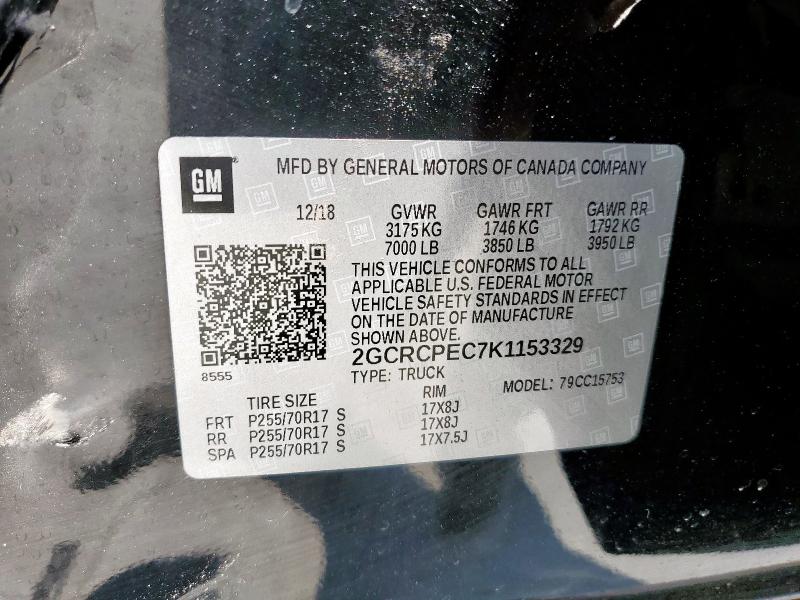 GM
MFD BY GENERAL MOTORS OF CANADA COMPANY
12/18 GVWR GAWR FRT GAWR RR
3175 KG 1746 KG 1792 KG
7000 LB 3850 LB 3950 LB
THIS VEHICLE CONFORMS TO ALL
APPLICABLE U.S. FEDERAL MOTOR
VEHICLE SAFETY STANDARDS IN EFFECT
ON THE DATE OF MANUFACTURE
SHOWN ABOVE.
2GCRCPEC7K1153329
8555
TYPE: TRUCK MODEL: 79CC15753
TIRE SIZE RIM
FRT P255/70R17 S 17X8J
RR P255/70R17 S 17X8J
SPA P255/70R17 S 17X7.5J